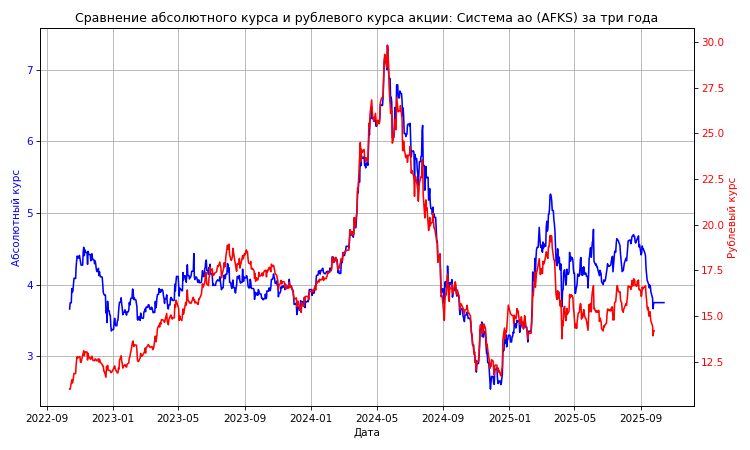 Сравнение абсолютного курса и рублевого курса акции: Система ао (AFKS) за три года
Абсолютный курс
7
6
5
4
3
30.0
27.5
25.0
22.5
20.0
17.5
15.0
12.5
Рублевый курс
2022-09 2023-01 2023-05 2023-09 2024-01 2024-05 2024-09 2025-01 2025-05 2025-09
Дата